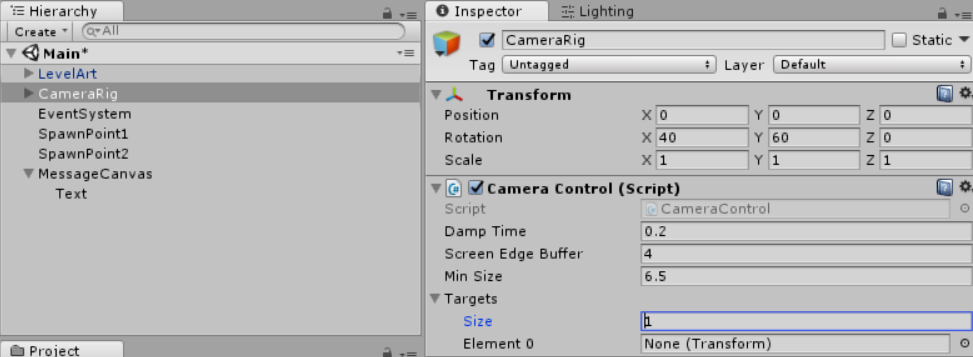 Hierarchy
Create
All
Main*
LevelArt
CameraRig
EventSystem
SpawnPoint1
SpawnPoint2
MessageCanvas
Text
Project
Inspector
Lighting
CameraRig
Static
Tag Untagged Layer Default
Transform
Position X 0 Y 0 Z 0
Rotation X 40 Y 60 Z 0
Scale X 1 Y 1 Z 1
Camera Control (Script)
Script CameraControl
Damp Time 0.2
Screen Edge Buffer 4
Min Size 6.5
Targets
Size 1
Element 0 None (Transform)